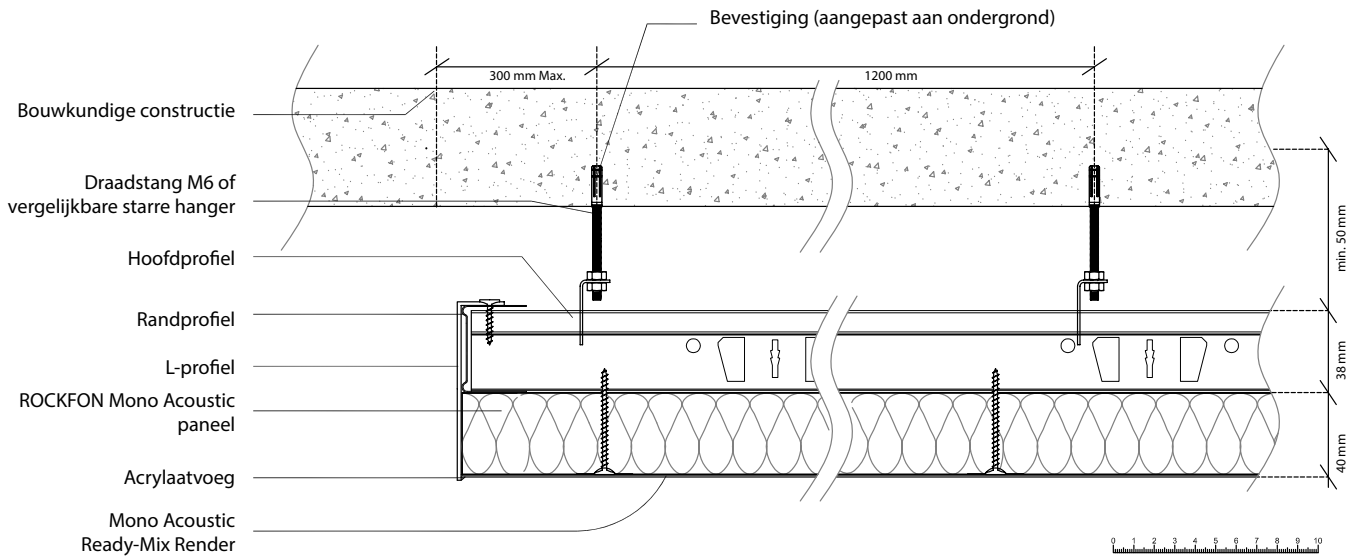 Bevestiging (aangepast aan ondergrond)
300 mm Max.
1200 mm
Bouwkundige constructie
Draadstang M6 of
vergelijkbare starre hanger
Hoofdprofiel
Randprofiel
L-profiel
ROCKFON Mono Acoustic
paneel
Acrylaatvoeg
Mono Acoustic
Ready-Mix Render
min. 50 mm
38 mm
40 mm
0 1 2 3 4 5 6 7 8 9 10